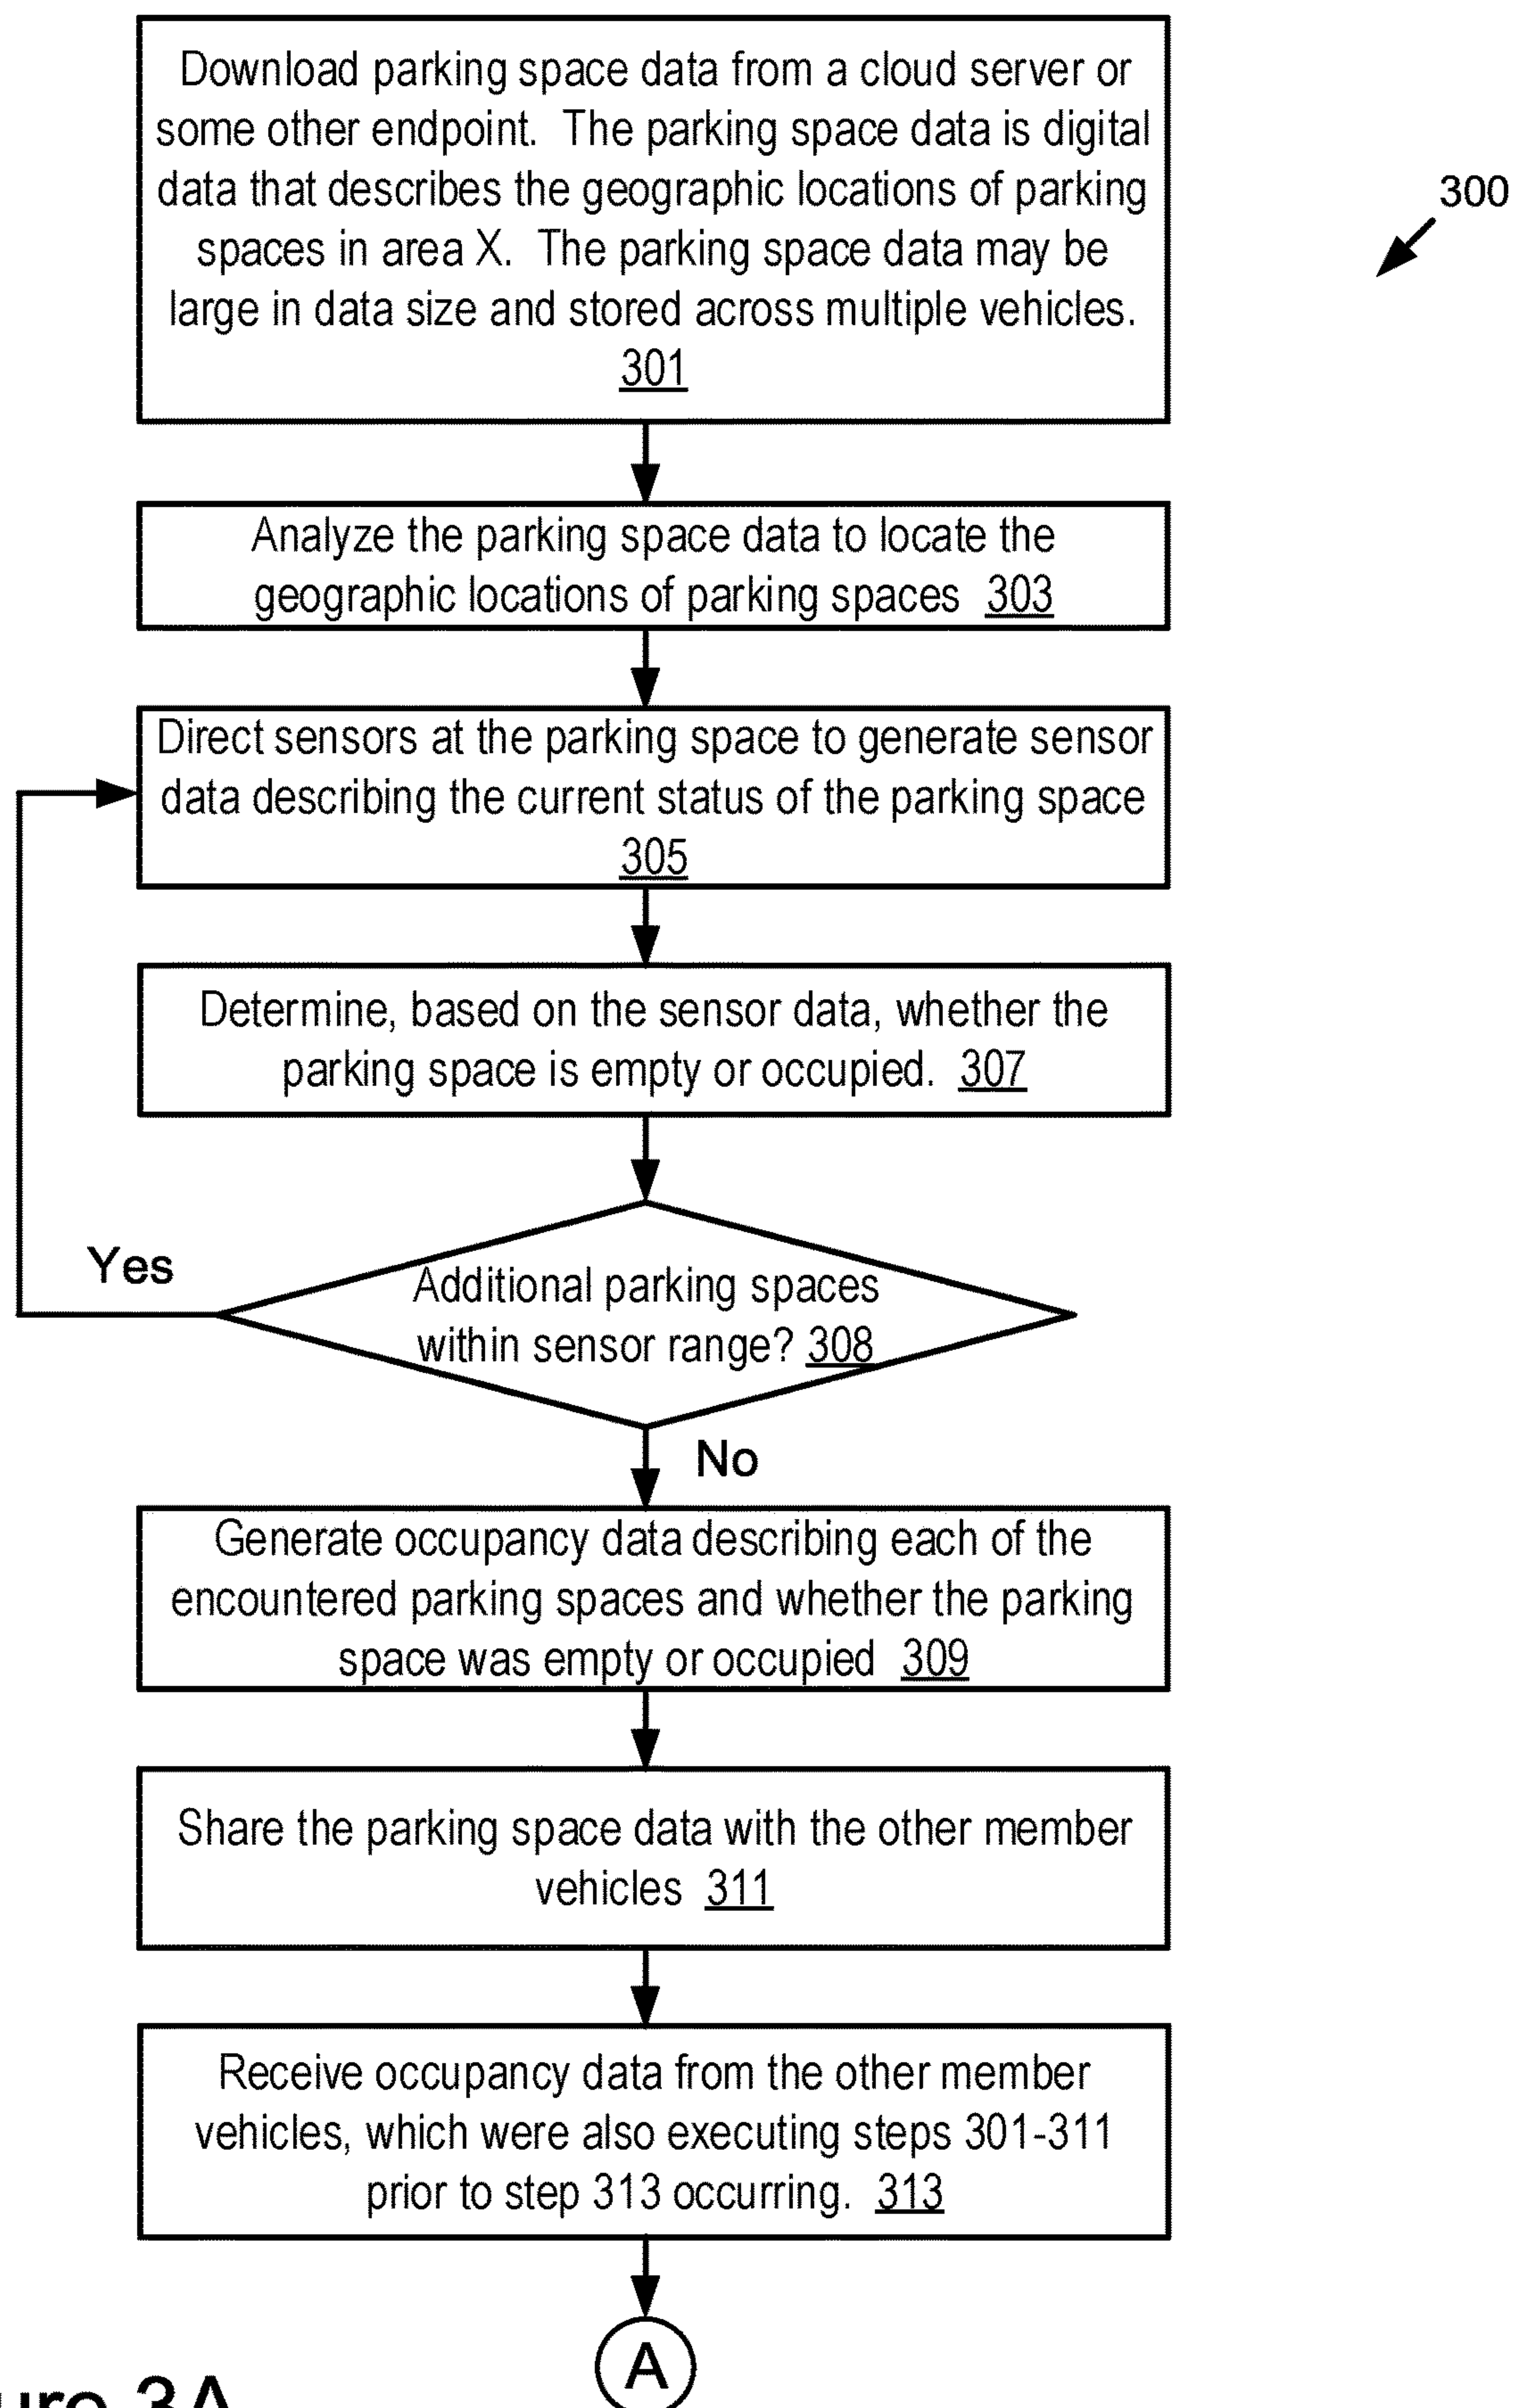 Download parking space data from a cloud server or
some other endpoint. The parking space data is digital
data that describes the geographic locations of parking
spaces in area X. The parking space data may be
large in data size and stored across multiple vehicles.
301
300
Analyze the parking space data to locate the
geographic locations of parking spaces 303
Direct sensors at the parking space to generate sensor
data describing the current status of the parking space
305
Determine, based on the sensor data, whether the
parking space is empty or occupied. 307
Yes
Additional parking spaces
within sensor range? 308
No
Generate occupancy data describing each of the
encountered parking spaces and whether the parking
space was empty or occupied 309
Share the parking space data with the other member
vehicles 311
Receive occupancy data from the other member
vehicles, which were also executing steps 301-311
prior to step 313 occurring. 313
A
3A